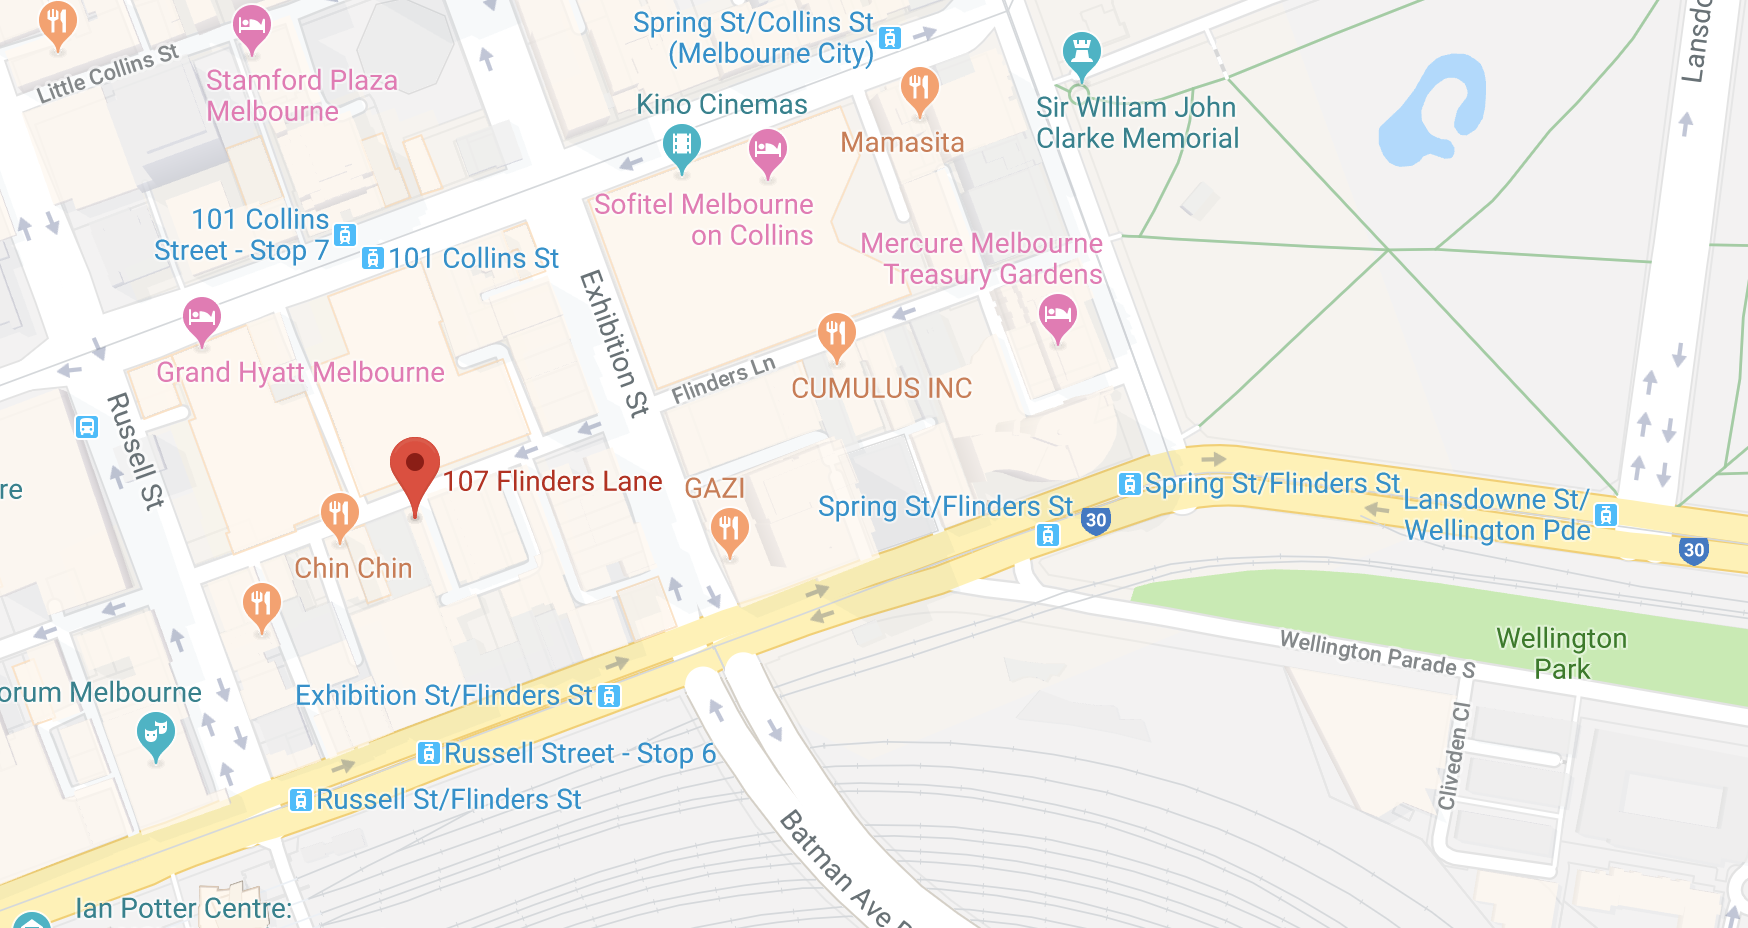 Little Collins St
Stamford Plaza
Melbourne
Spring St/Collins St
(Melbourne City)
Kino Cinemas
Mamasita
Sir William John
Clarke Memorial
Lansdo
101 Collins
Street - Stop 7
101 Collins St
Sofitel Melbourne
on Collins
Mercure Melbourne
Treasury Gardens
Exhibition St
Grand Hyatt Melbourne
Flinders Ln
CUMULUS INC
Russell St
re
107 Flinders Lane
GAZI
Spring St/Flinders St
30
Spring St/Flinders St
Lansdowne St/
Wellington Pde
30
Chin Chin
Wellington Parade S
Wellington
Park
orum Melbourne
Exhibition St/Flinders St
Russell Street - Stop 6
Russell St/Flinders St
Cliveden Cl
Batman Ave
Ian Potter Centre: